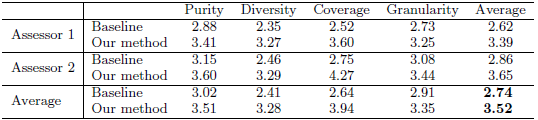 Purity Diversity Coverage Granularity Average
Assessor 1 Baseline 2.88 2.35 2.52 2.73 2.62
Our method 3.41 3.27 3.60 3.25 3.39
Assessor 2 Baseline 3.15 2.46 2.75 3.08 2.86
Our method 3.60 3.29 4.27 3.44 3.65
Average Baseline 3.02 2.41 2.64 2.91 2.74
Our method 3.51 3.28 3.94 3.35 3.52